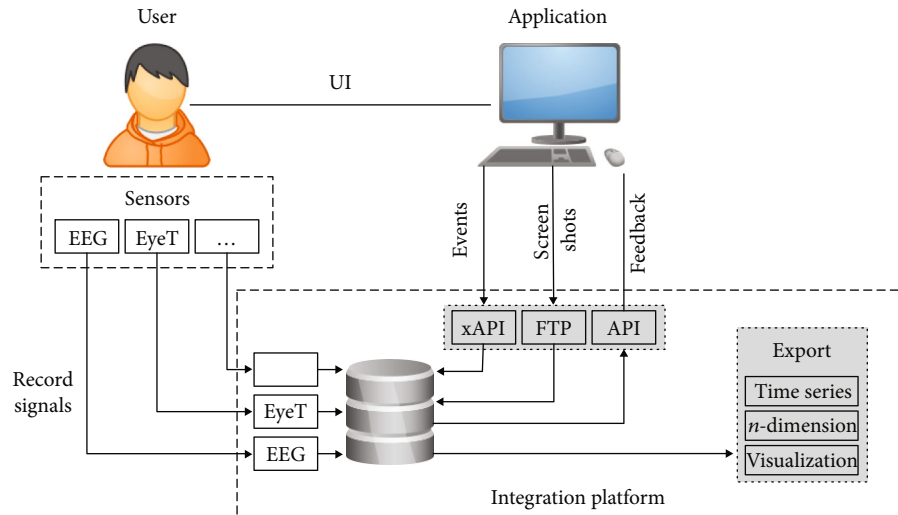 User
Application
UI
Sensors
EEG
EyeT
...
Events
Screen
shots
Feedback
xAPI
FTP
API
Export
Time series
n-dimension
Visualization
Record
signals
EyeT
EEG
Integration platform